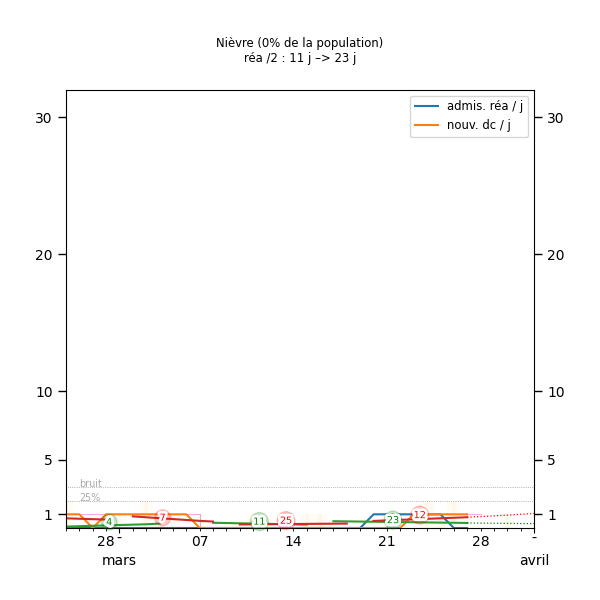 Nièvre (0% de la population)
réa /2 : 11 j –> 23 j
admis. réa / j
nouv. dc / j
30 30
20 20
10 10
5 5
bruit
25%
1 4 7 11 25 23 12 1
28 - 07 14 21 28 -
mars avril